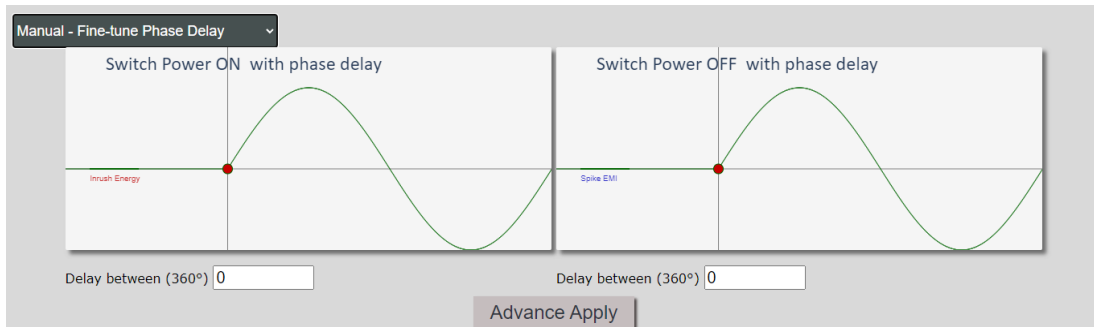 Manual - Fine-tune Phase Delay
Switch Power ON with phase delay
Switch Power OFF with phase delay
Inrush Energy
Spike EMI
Delay between (360°) 0
Delay between (360°) 0
Advance Apply